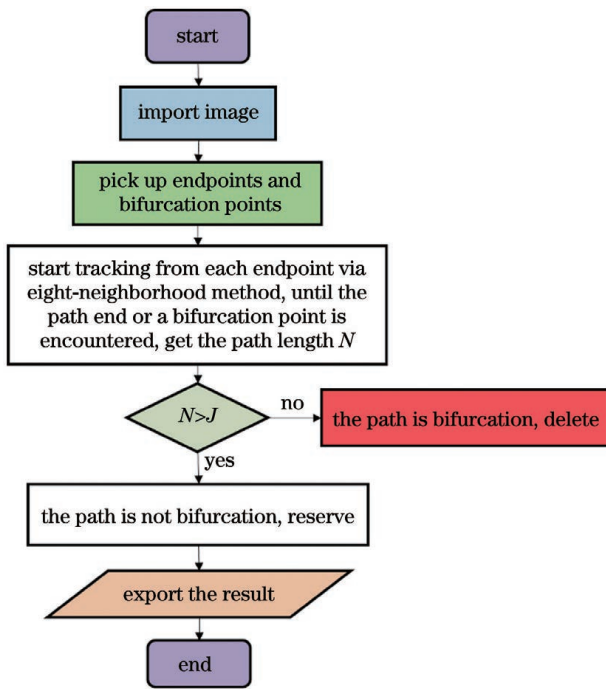 start
import image
pick up endpoints and
bifurcation points
start tracking from each endpoint via
eight-neighborhood method, until the
path end or a bifurcation point is
encountered, get the path length N
N>J
no
the path is bifurcation, delete
yes
the path is not bifurcation, reserve
export the result
end